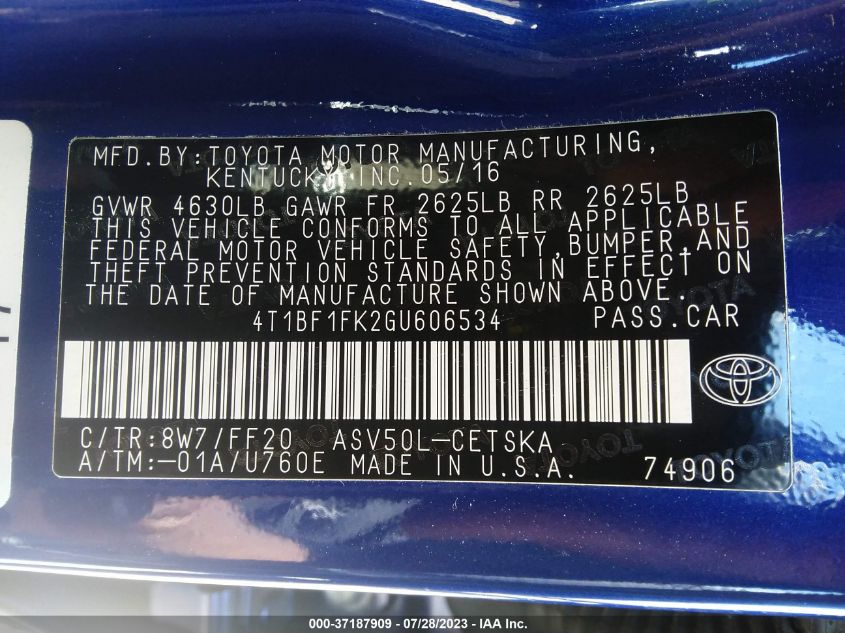 MFD.BY:TOYOTA MOTOR MANUFACTURING,
KENTUCKY, INC.05/16
GVWR 4630LB GAWR FR 2625LB RR 2625LB
THIS VEHICLE CONFORMS TO ALL APPLICABLE
FEDERAL MOTOR VEHICLE SAFETY,BUMPER,AND
THEFT PREVENTION STANDARDS IN EFFECT ON
THE DATE OF MANUFACTURE SHOWN ABOVE.
4T1BF1FK2GU606534 PASS.CAR
C/TR:8W7/FF20 ASV50L-CETSKA
A/TM:-01A/U760E MADE IN U.S.A. 74906
000-37187909 / 07/28/2023 - IAA Inc.